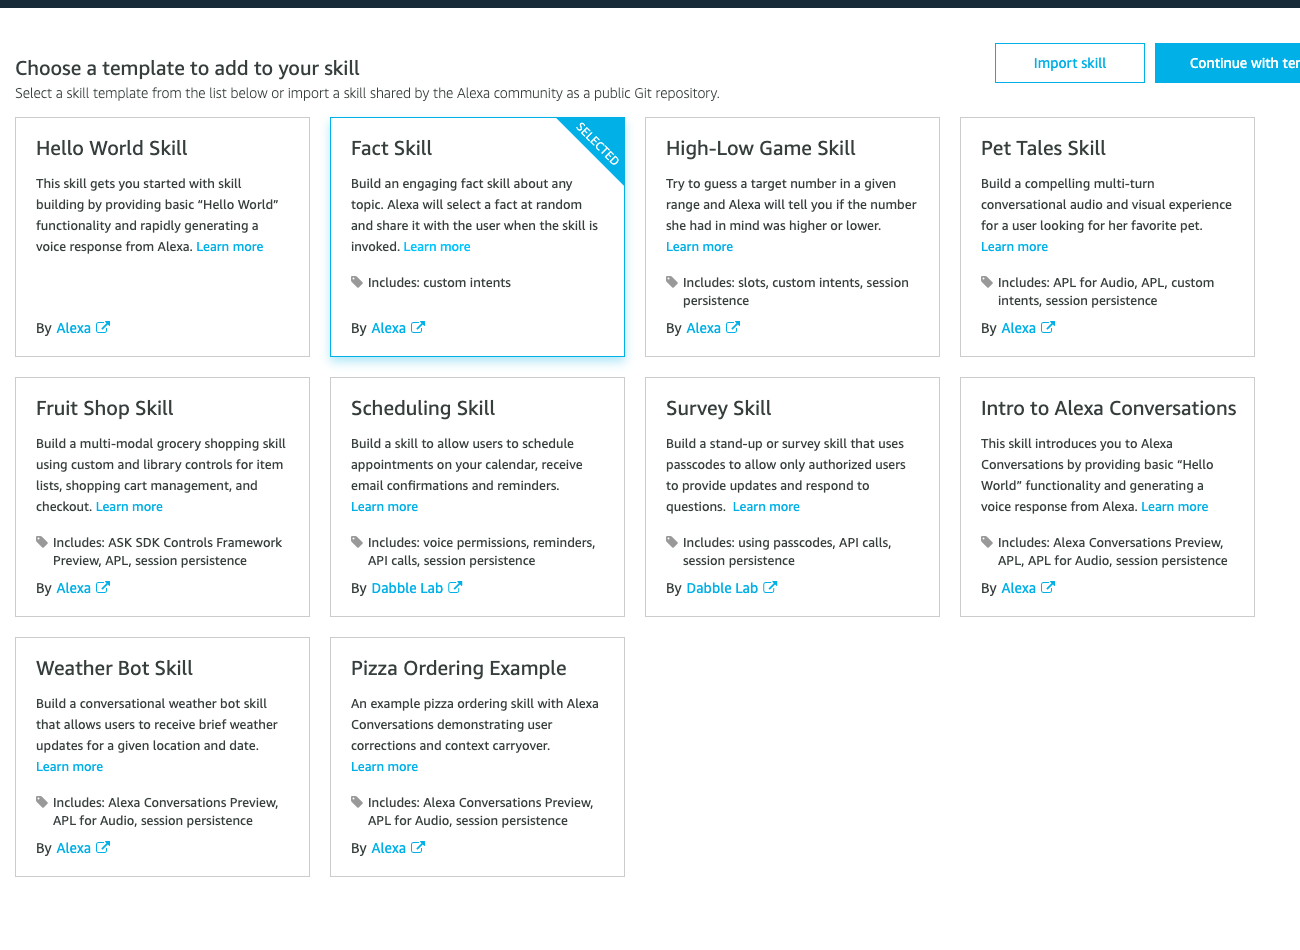 Choose a template to add to your skill
Select a skill template from the list below or import a skill shared by the Alexa community as a public Git repository.
Import skill
Continue with
Hello World Skill
This skill gets you started with skill
building by providing basic “Hello World”
functionality and rapidly generating a
voice response from Alexa. Learn more
By Alexa
Fact Skill
SELECTED
Build an engaging fact skill about any
topic. Alexa will select a fact at random
and share it with the user when the skill is
invoked. Learn more
Includes: custom intents
By Alexa
High-Low Game Skill
Try to guess a target number in a given
range and Alexa will tell you if the number
she had in mind was higher or lower.
Learn more
Includes: slots, custom intents, session
persistence
By Alexa
Pet Tales Skill
Build a compelling multi-turn
conversational audio and visual experience
for a user looking for her favorite pet.
Learn more
Includes: APL for Audio, APL, custom
intents, session persistence
By Alexa
Fruit Shop Skill
Build a multi-modal grocery shopping skill
using custom and library controls for item
lists, shopping cart management, and
checkout. Learn more
Includes: ASK SDK Controls Framework
Preview, APL, session persistence
By Alexa
Scheduling Skill
Build a skill to allow users to schedule
appointments on your calendar, receive
email confirmations and reminders.
Learn more
Includes: voice permissions, reminders,
API calls, session persistence
By Dabble Lab
Survey Skill
Build a stand-up or survey skill that uses
passcodes to allow only authorized users
to provide updates and respond to
questions. Learn more
Includes: using passcodes, API calls,
session persistence
By Dabble Lab
Intro to Alexa Conversations
This skill introduces you to Alexa
Conversations by providing basic “Hello
World” functionality and generating a
voice response from Alexa. Learn more
Includes: Alexa Conversations Preview,
APL, APL for Audio, session persistence
By Alexa
Weather Bot Skill
Build a conversational weather bot skill
that allows users to receive brief weather
updates for a given location and date.
Learn more
Includes: Alexa Conversations Preview,
APL for Audio, session persistence
By Alexa
Pizza Ordering Example
An example pizza ordering skill with Alexa
Conversations demonstrating user
corrections and context carryover.
Learn more
Includes: Alexa Conversations Preview,
APL for Audio, session persistence
By Alexa